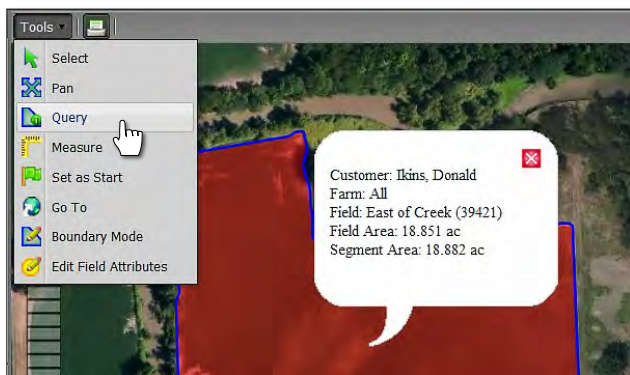 Tools
Select
Pan
Query
Measure
Set as Start
Go To
Boundary Mode
Edit Field Attributes
Customer: Ikins, Donald
Farm: All
Field: East of Creek (39421)
Field Area: 18.851 ac
Segment Area: 18.882 ac